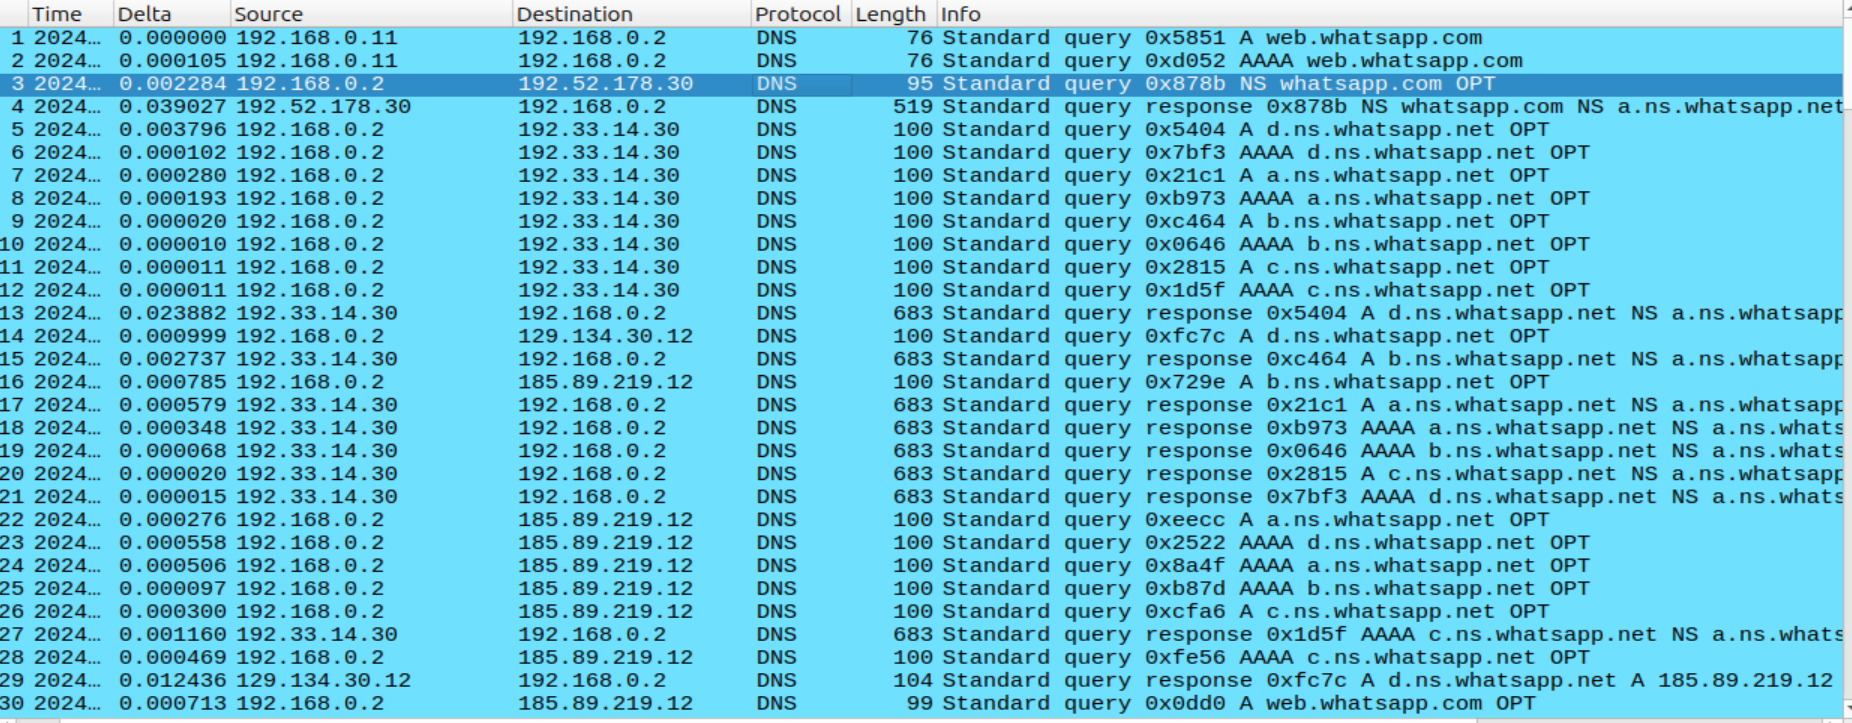 Time Delta Source Destination Protocol Length Info
1 2024… 0.000000 192.168.0.11 192.168.0.2 DNS 76 Standard query 0x5851 A web.whatsapp.com
2 2024… 0.000105 192.168.0.11 192.168.0.2 DNS 76 Standard query 0xd052 AAAA web.whatsapp.com
3 2024… 0.002284 192.168.0.2 192.52.178.30 DNS 95 Standard query 0x878b NS whatsapp.com OPT
4 2024… 0.039027 192.52.178.30 192.168.0.2 DNS 519 Standard query response 0x878b NS whatsapp.com NS a.ns.whatsapp.net
5 2024… 0.003796 192.168.0.2 192.33.14.30 DNS 100 Standard query 0x5404 A d.ns.whatsapp.net OPT
6 2024… 0.000102 192.168.0.2 192.33.14.30 DNS 100 Standard query 0x7bf3 AAAA d.ns.whatsapp.net OPT
7 2024… 0.000280 192.168.0.2 192.33.14.30 DNS 100 Standard query 0x21c1 A a.ns.whatsapp.net OPT
8 2024… 0.000193 192.168.0.2 192.33.14.30 DNS 100 Standard query 0xb973 AAAA a.ns.whatsapp.net OPT
9 2024… 0.000020 192.168.0.2 192.33.14.30 DNS 100 Standard query 0xc464 A b.ns.whatsapp.net OPT
10 2024… 0.000010 192.168.0.2 192.33.14.30 DNS 100 Standard query 0x0646 AAAA b.ns.whatsapp.net OPT
11 2024… 0.000011 192.168.0.2 192.33.14.30 DNS 100 Standard query 0x2815 A c.ns.whatsapp.net OPT
12 2024… 0.000011 192.168.0.2 192.33.14.30 DNS 100 Standard query 0x1d5f AAAA c.ns.whatsapp.net OPT
13 2024… 0.023882 192.33.14.30 192.168.0.2 DNS 683 Standard query response 0x5404 A d.ns.whatsapp.net NS a.ns.whatsapp
14 2024… 0.000999 192.168.0.2 129.134.30.12 DNS 100 Standard query 0xfc7c A d.ns.whatsapp.net OPT
15 2024… 0.002737 192.33.14.30 192.168.0.2 DNS 683 Standard query response 0xc464 A b.ns.whatsapp.net NS a.ns.whatsapp
16 2024… 0.000785 192.168.0.2 185.89.219.12 DNS 100 Standard query 0x729e A b.ns.whatsapp.net OPT
17 2024… 0.000579 192.33.14.30 192.168.0.2 DNS 683 Standard query response 0x21c1 A a.ns.whatsapp.net NS a.ns.whatsapp
18 2024… 0.000348 192.33.14.30 192.168.0.2 DNS 683 Standard query response 0xb973 AAAA a.ns.whatsapp.net NS a.ns.whats
19 2024… 0.000068 192.33.14.30 192.168.0.2 DNS 683 Standard query response 0x0646 AAAA b.ns.whatsapp.net NS a.ns.whats
20 2024… 0.000020 192.33.14.30 192.168.0.2 DNS 683 Standard query response 0x2815 A c.ns.whatsapp.net NS a.ns.whatsapp
21 2024… 0.000015 192.33.14.30 192.168.0.2 DNS 683 Standard query response 0x7bf3 AAAA d.ns.whatsapp.net NS a.ns.whats
22 2024… 0.000276 192.168.0.2 185.89.219.12 DNS 100 Standard query 0xeecc A a.ns.whatsapp.net OPT
23 2024… 0.000558 192.168.0.2 185.89.219.12 DNS 100 Standard query 0x2522 AAAA d.ns.whatsapp.net OPT
24 2024… 0.000506 192.168.0.2 185.89.219.12 DNS 100 Standard query 0x8a4f AAAA a.ns.whatsapp.net OPT
25 2024… 0.000097 192.168.0.2 185.89.219.12 DNS 100 Standard query 0xb87d AAAA b.ns.whatsapp.net OPT
26 2024… 0.000300 192.168.0.2 185.89.219.12 DNS 100 Standard query 0xcfa6 A c.ns.whatsapp.net OPT
27 2024… 0.001160 192.33.14.30 192.168.0.2 DNS 683 Standard query response 0x1d5f AAAA c.ns.whatsapp.net NS a.ns.whats
28 2024… 0.000469 192.168.0.2 185.89.219.12 DNS 100 Standard query 0xfe56 AAAA c.ns.whatsapp.net OPT
29 2024… 0.012436 129.134.30.12 192.168.0.2 DNS 104 Standard query response 0xfc7c A d.ns.whatsapp.net A 185.89.219.12
30 2024… 0.000713 192.168.0.2 185.89.219.12 DNS 99 Standard query 0x0dd0 A web.whatsapp.com OPT